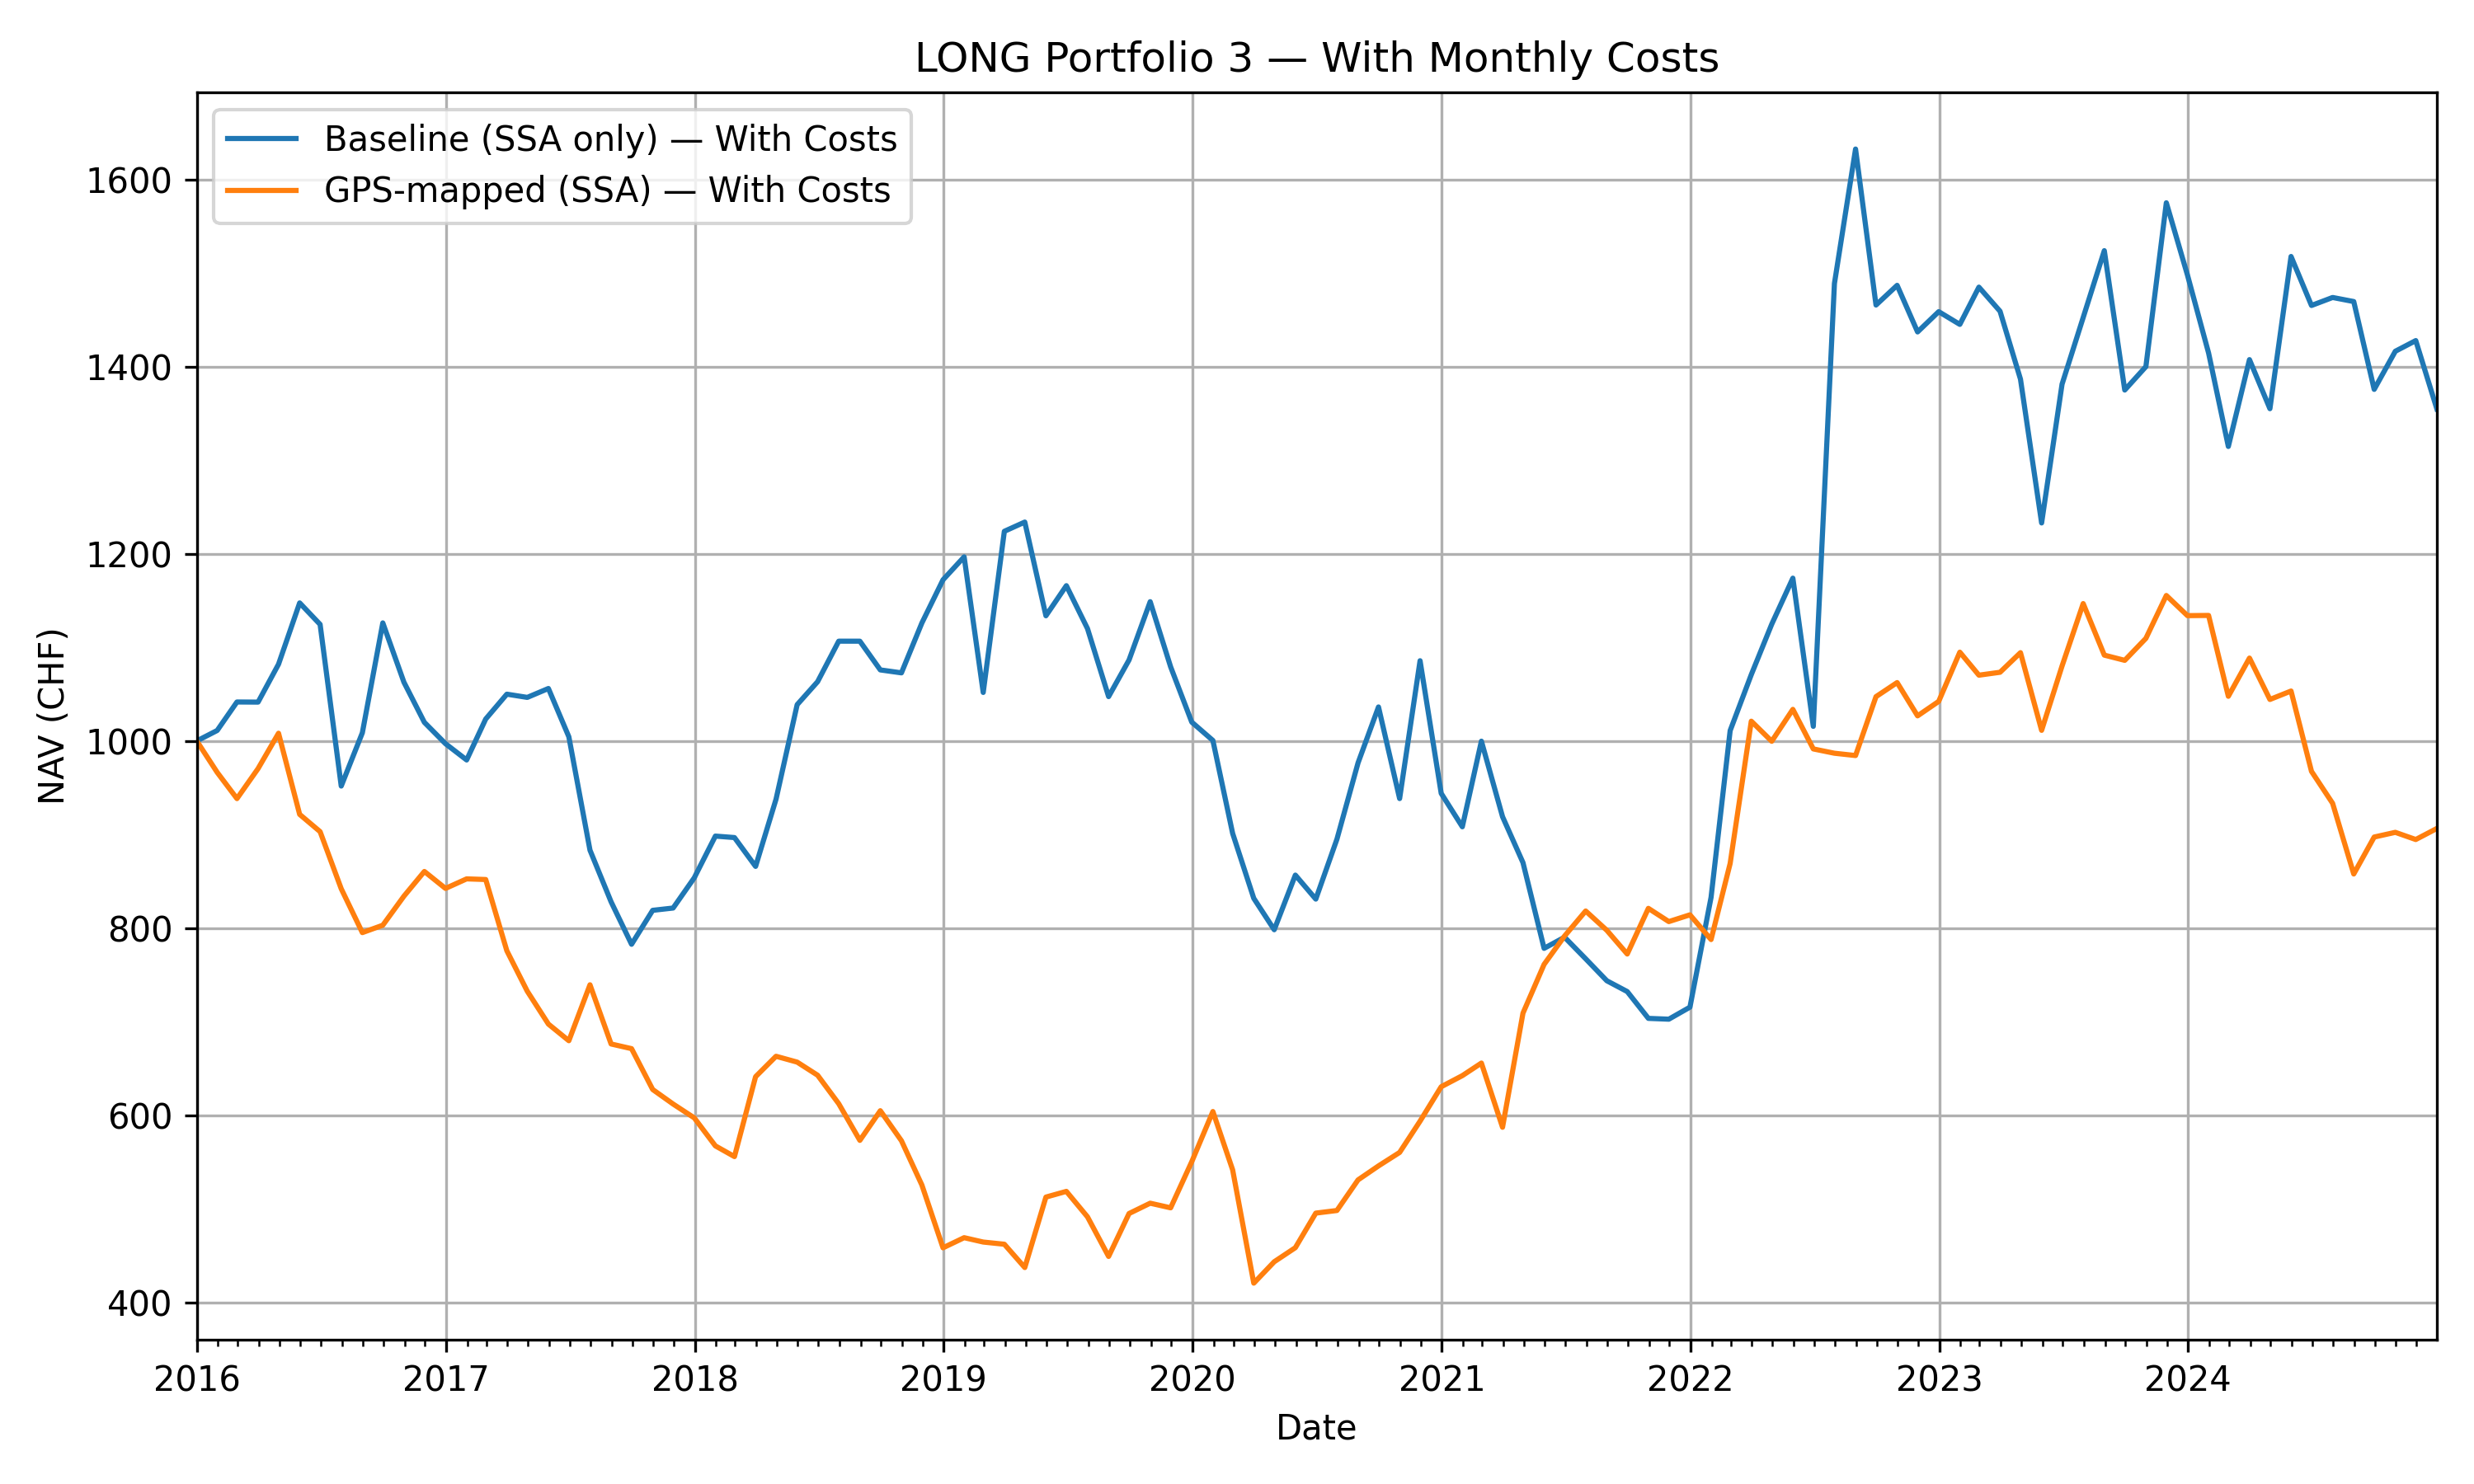 LONG Portfolio 3 — With Monthly Costs
Baseline (SSA only) — With Costs
GPS-mapped (SSA) — With Costs
1600
1400
1200
1000
800
600
400
NAV (CHF)
2016 2017 2018 2019 2020 2021 2022 2023 2024
Date